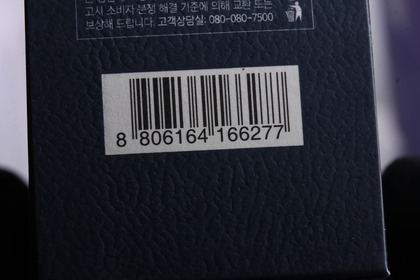 고시 소비자 분쟁 해결 기준에 의해 교환 또는
보상해 드립니다. 고객상담실: 080-080-7500
8 806164 166277